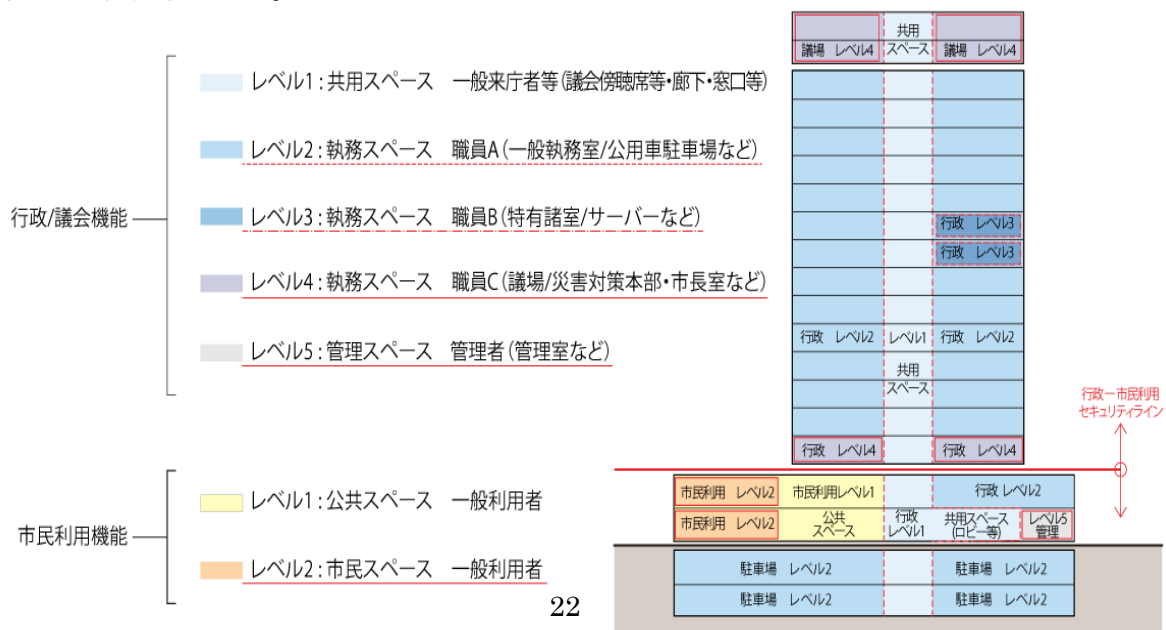 共用
スペース
議場 レベル4
議場 レベル4
レベル1:共用スペース 一般来庁者等(議会傍聴席等・廊下・窓口等)
レベル2:執務スペース 職員A(一般執務室/公用車駐車場など)
行政/議会機能
レベル3:執務スペース 職員B(特有諸室/サーバーなど)
行政 レベル3
行政 レベル3
レベル4:執務スペース 職員C(議場/災害対策本部・市長室など)
レベル5:管理スペース 管理者(管理室など)
行政 レベル2
レベル1
行政 レベル2
共用
スペース
行政ー市民利用
セキュリティライン
行政 レベル4
行政 レベル4
市民利用機能
レベル1:公共スペース 一般利用者
レベル2:市民スペース 一般利用者
市民利用 レベル2
市民利用レベル1
行政 レベル2
市民利用 レベル2
公共
スペース
行政
レベル1
共用スペース
(ロビー等)
レベル5
管理
駐車場 レベル2
駐車場 レベル2
駐車場 レベル2
駐車場 レベル2
22